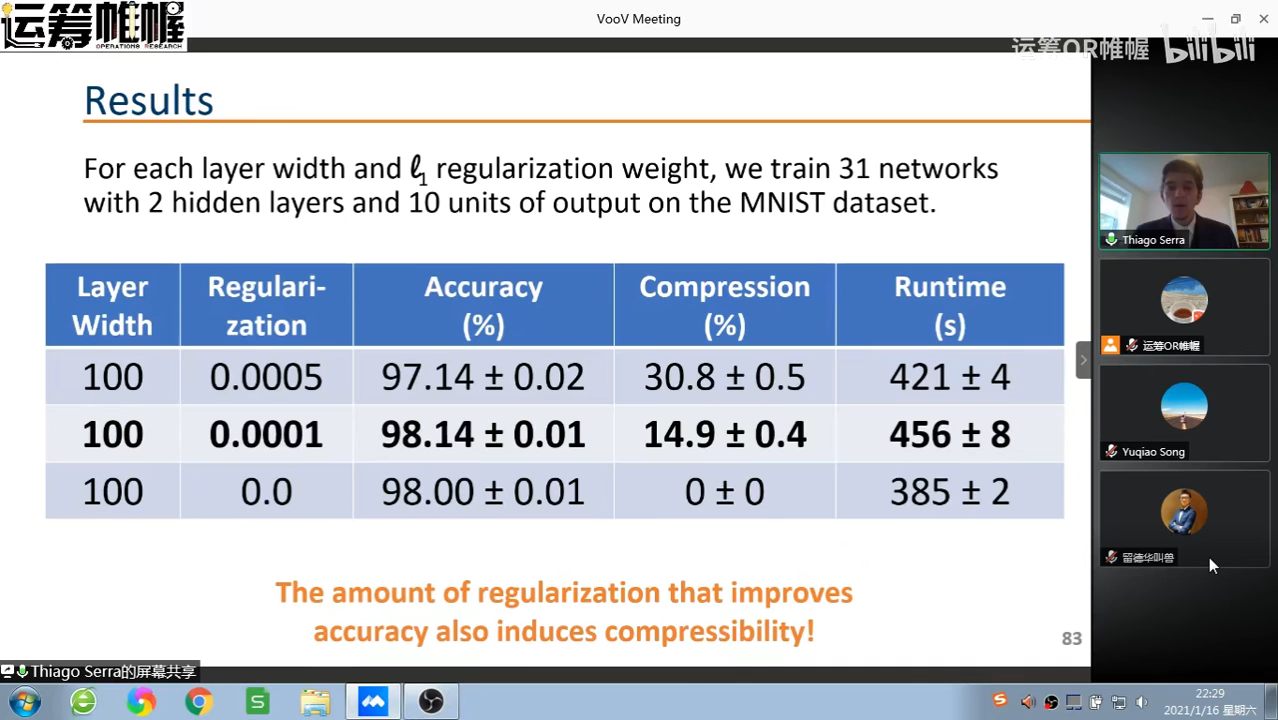 VooV Meeting
运筹帷幄
OPERATIONS RESEARCH
运筹OR帷幄 bilibili
Results
For each layer width and ℓ1 regularization weight, we train 31 networks
with 2 hidden layers and 10 units of output on the MNIST dataset.
Layer Width Regulari-zation Accuracy (%) Compression (%) Runtime (s)
100 0.0005 97.14 ± 0.02 30.8 ± 0.5 421 ± 4
100 0.0001 98.14 ± 0.01 14.9 ± 0.4 456 ± 8
100 0.0 98.00 ± 0.01 0 ± 0 385 ± 2
The amount of regularization that improves
accuracy also induces compressibility!
83
Thiago Serra
运筹OR帷幄
Yuqiao Song
留德华叫兽
Thiago Serra的屏幕共享
22:29
2021/1/16 星期六